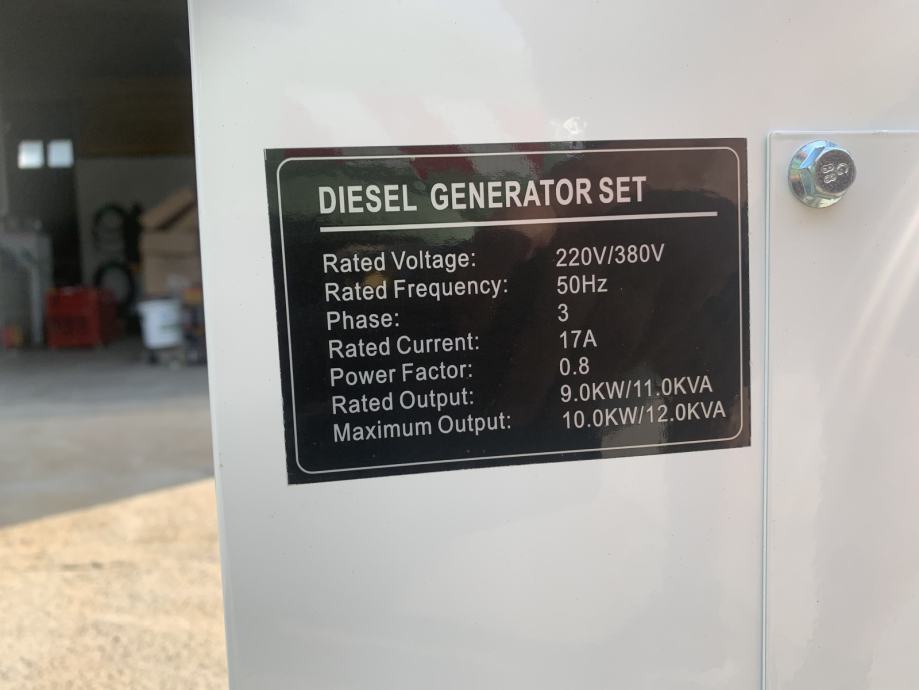 DIESEL GENERATOR SET
Rated Voltage: 220V/380V
Rated Frequency: 50Hz
Phase: 3
Rated Current: 17A
Power Factor: 0.8
Rated Output: 9.0KW/11.0KVA
Maximum Output: 10.0KW/12.0KVA